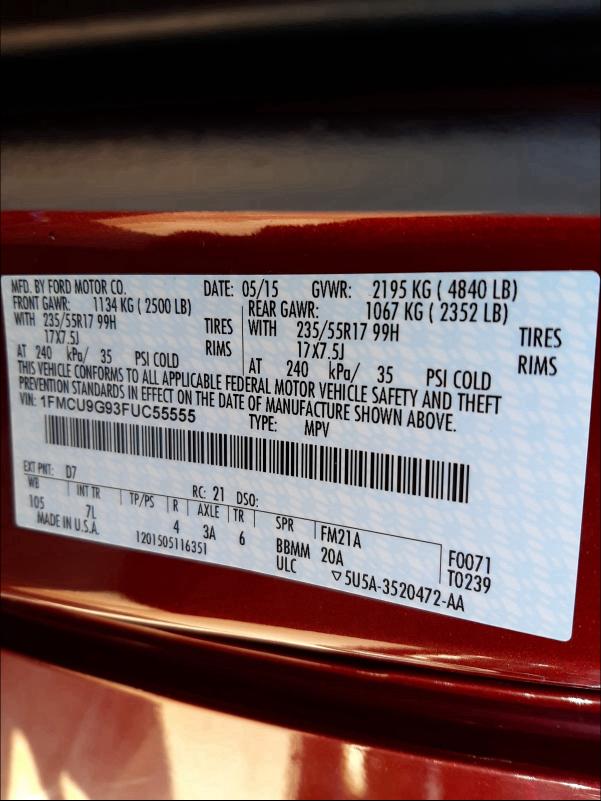 MFD. BY FORD MOTOR CO. DATE: 05/15 GVWR: 2195 KG ( 4840 LB)
FRONT GAWR: 1134 KG ( 2500 LB) REAR GAWR: 1067 KG ( 2352 LB)
WITH 235/55R17 99H TIRES WITH 235/55R17 99H TIRES
17X7.5J RIMS 17X7.5J RIMS
AT 240 kPa/ 35 PSI COLD AT 240 kPa/ 35 PSI COLD
THIS VEHICLE CONFORMS TO ALL APPLICABLE FEDERAL MOTOR VEHICLE SAFETY AND THEFT
PREVENTION STANDARDS IN EFFECT ON THE DATE OF MANUFACTURE SHOWN ABOVE.
VIN: 1FMCU9G93FUC55555 TYPE: MPV
EXT PNT: D7 RC: 21 DSO:
WB INT TR TP/PS R AXLE TR SPR
105 7L 4 3A 6 BBMM
FM21A
20A
F0071
T0239
MADE IN U.S.A. 1201505116351 ULC ▽5U5A-3520472-AA